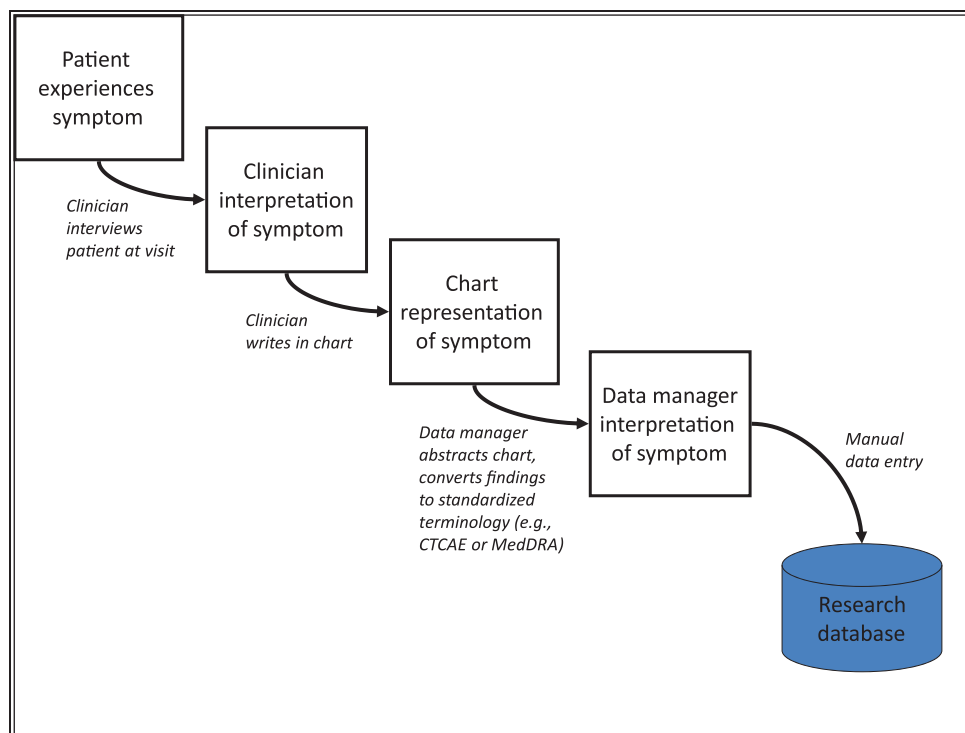 Patient
experiences
symptom
Clinician
interviews
patient at visit
Clinician
interpretation
of symptom
Clinician
writes in chart
Chart
representation
of symptom
Data manager
abstracts chart,
converts findings
to standardized
terminology (e.g.,
CTCAE or MedDRA)
Data manager
interpretation
of symptom
Manual
data entry
Research
database